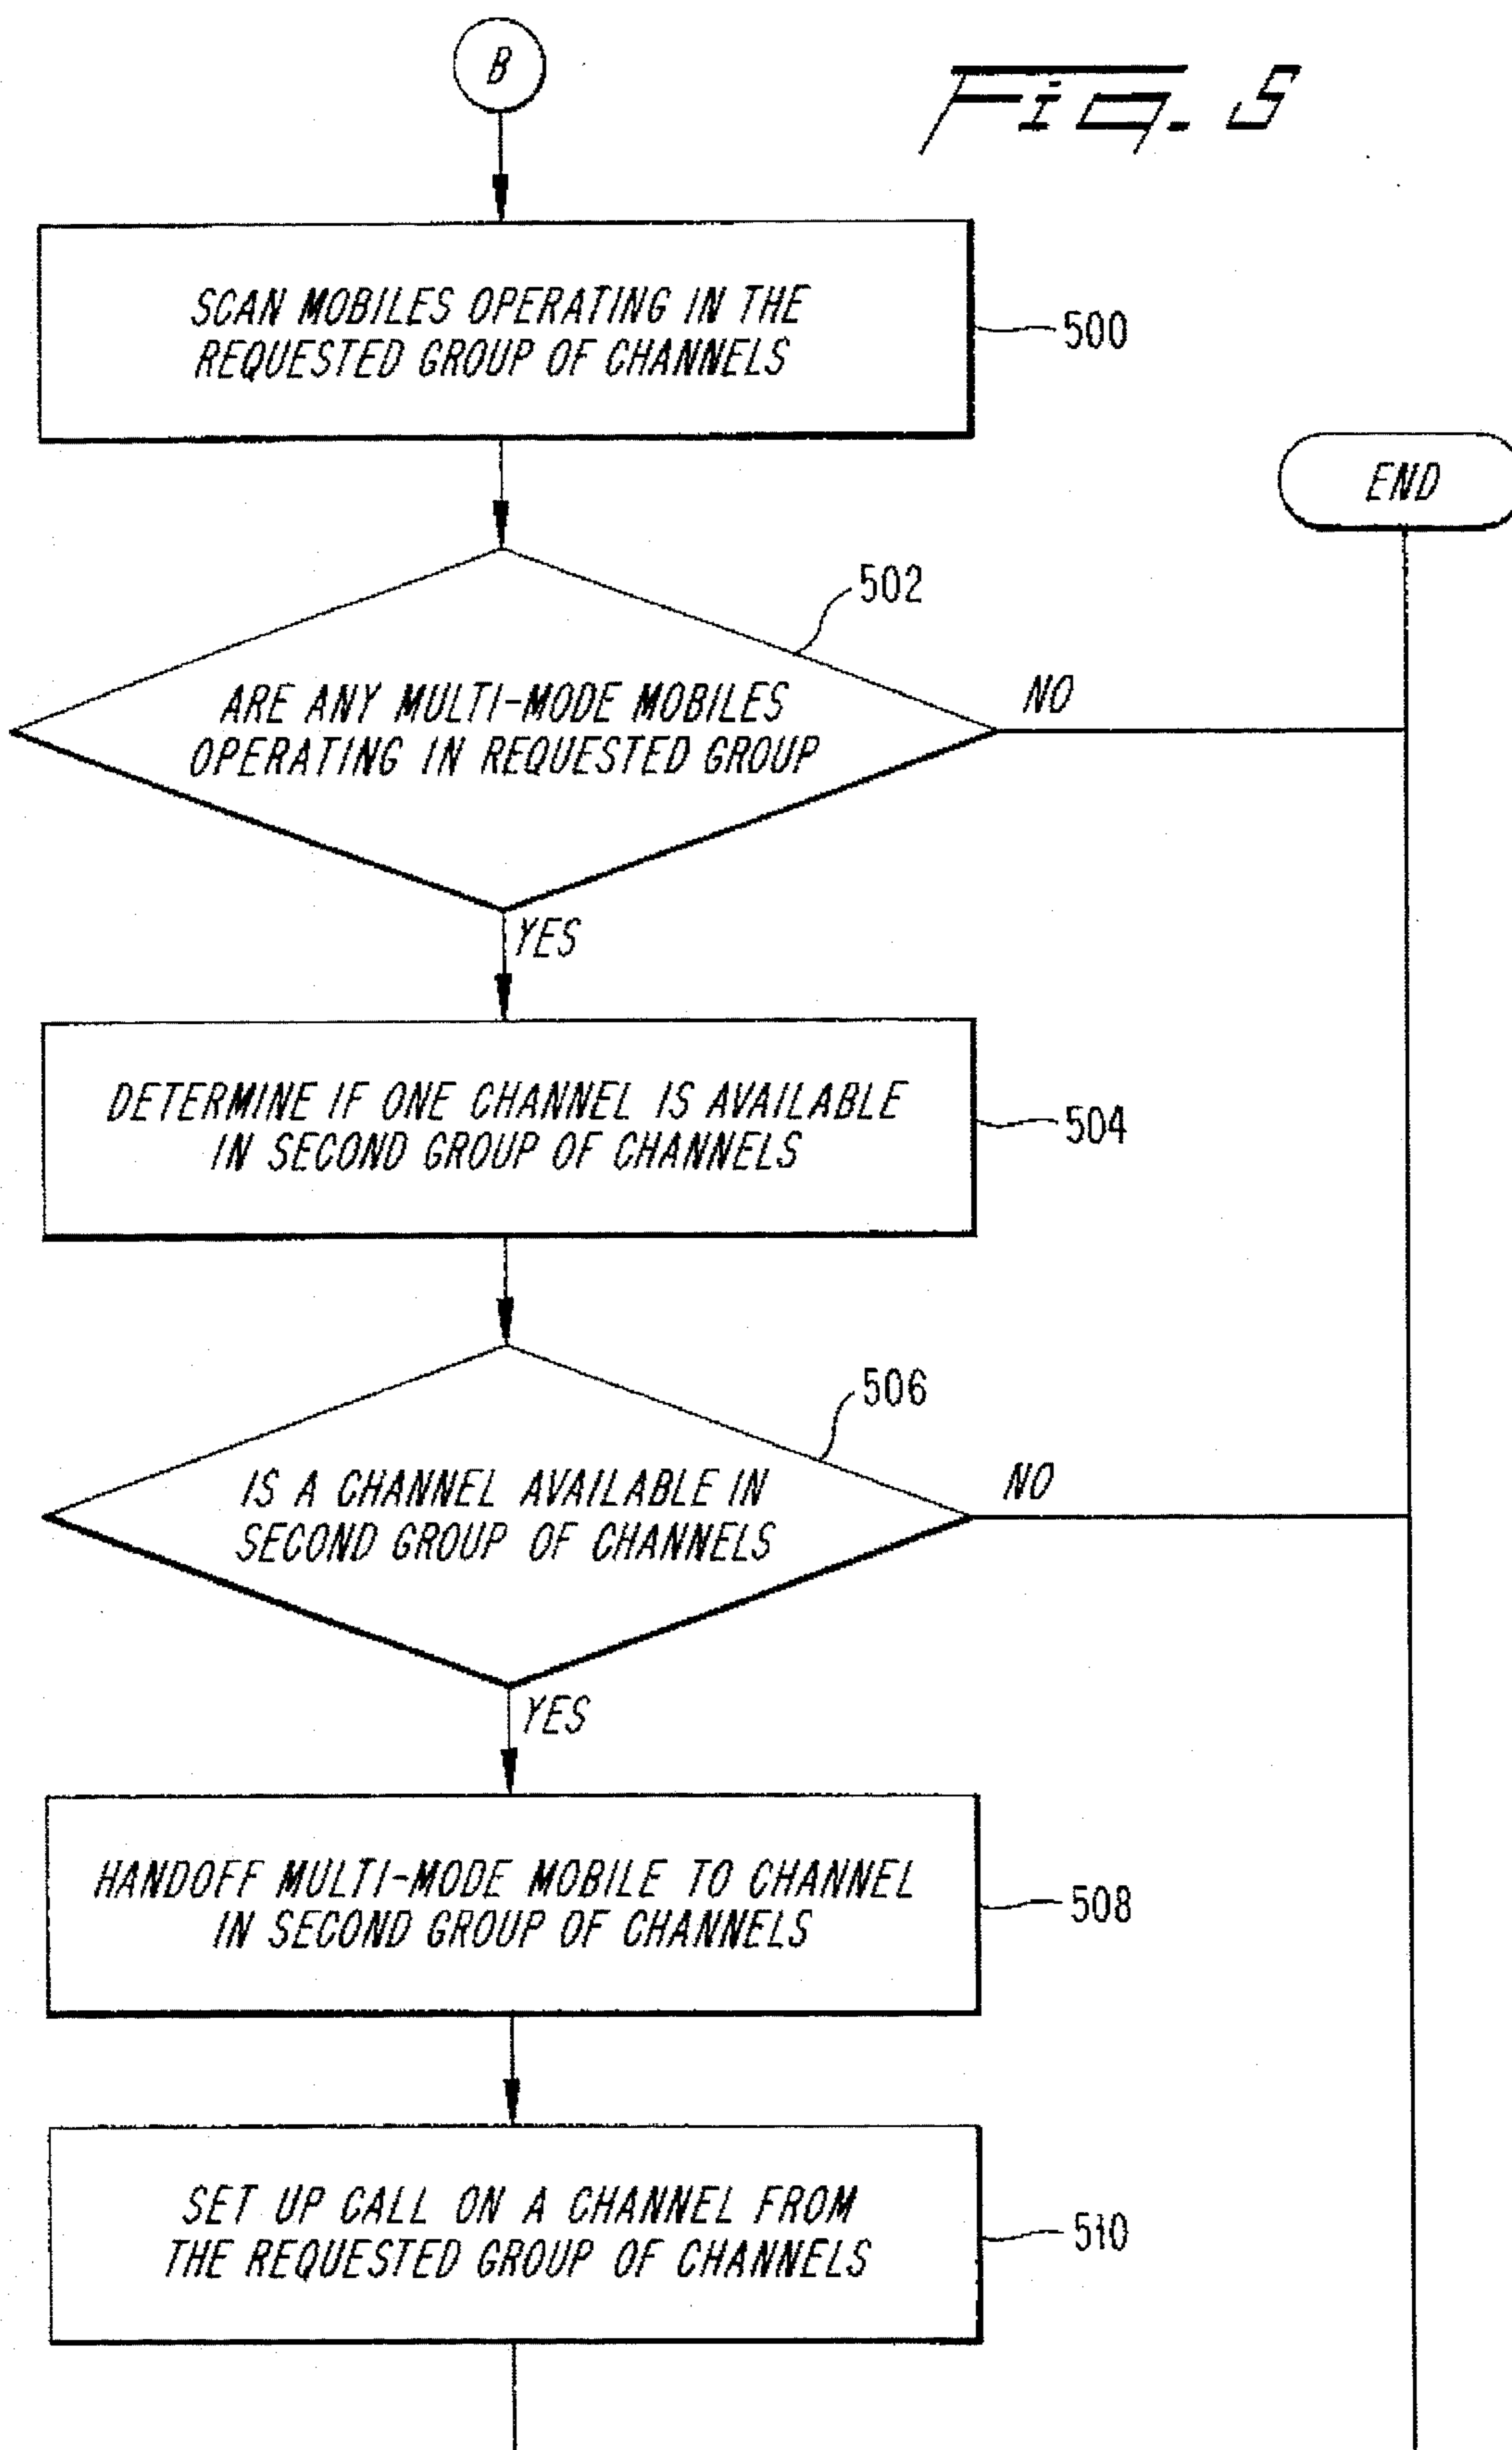 B
Fig. 5
SCAN MOBILES OPERATING IN THE
REQUESTED GROUP OF CHANNELS
500
END
502
ARE ANY MULTI-MODE MOBILES
OPERATING IN REQUESTED GROUP
NO
YES
DETERMINE IF ONE CHANNEL IS AVAILABLE
IN SECOND GROUP OF CHANNELS
504
506
IS A CHANNEL AVAILABLE IN
SECOND GROUP OF CHANNELS
NO
YES
HANDOFF MULTI-MODE MOBILE TO CHANNEL
IN SECOND GROUP OF CHANNELS
508
SET UP CALL ON A CHANNEL FROM
THE REQUESTED GROUP OF CHANNELS
510